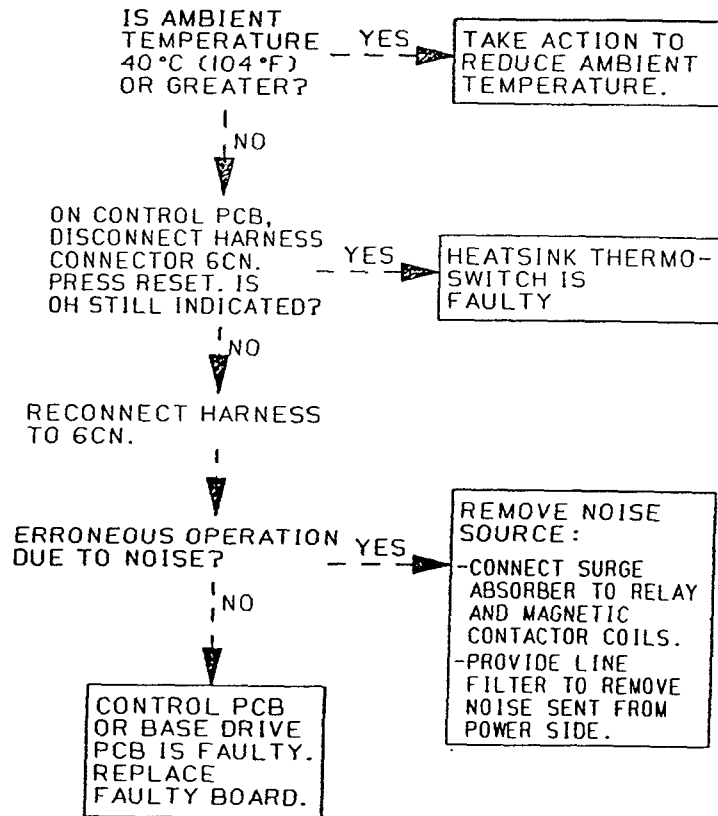 IS AMBIENT
TEMPERATURE
40°C (104°F)
OR GREATER?
YES
TAKE ACTION TO
REDUCE AMBIENT
TEMPERATURE.
NO
ON CONTROL PCB,
DISCONNECT HARNESS
CONNECTOR 6CN.
PRESS RESET. IS
OH STILL INDICATED?
YES
HEATSINK THERMO-
SWITCH IS
FAULTY
NO
RECONNECT HARNESS
TO 6CN.
ERRONEOUS OPERATION
DUE TO NOISE?
YES
REMOVE NOISE
SOURCE:
-CONNECT SURGE
ABSORBER TO RELAY
AND MAGNETIC
CONTACTOR COILS.
-PROVIDE LINE
FILTER TO REMOVE
NOISE SENT FROM
POWER SIDE.
NO
CONTROL PCB
OR BASE DRIVE
PCB IS FAULTY.
REPLACE
FAULTY BOARD.